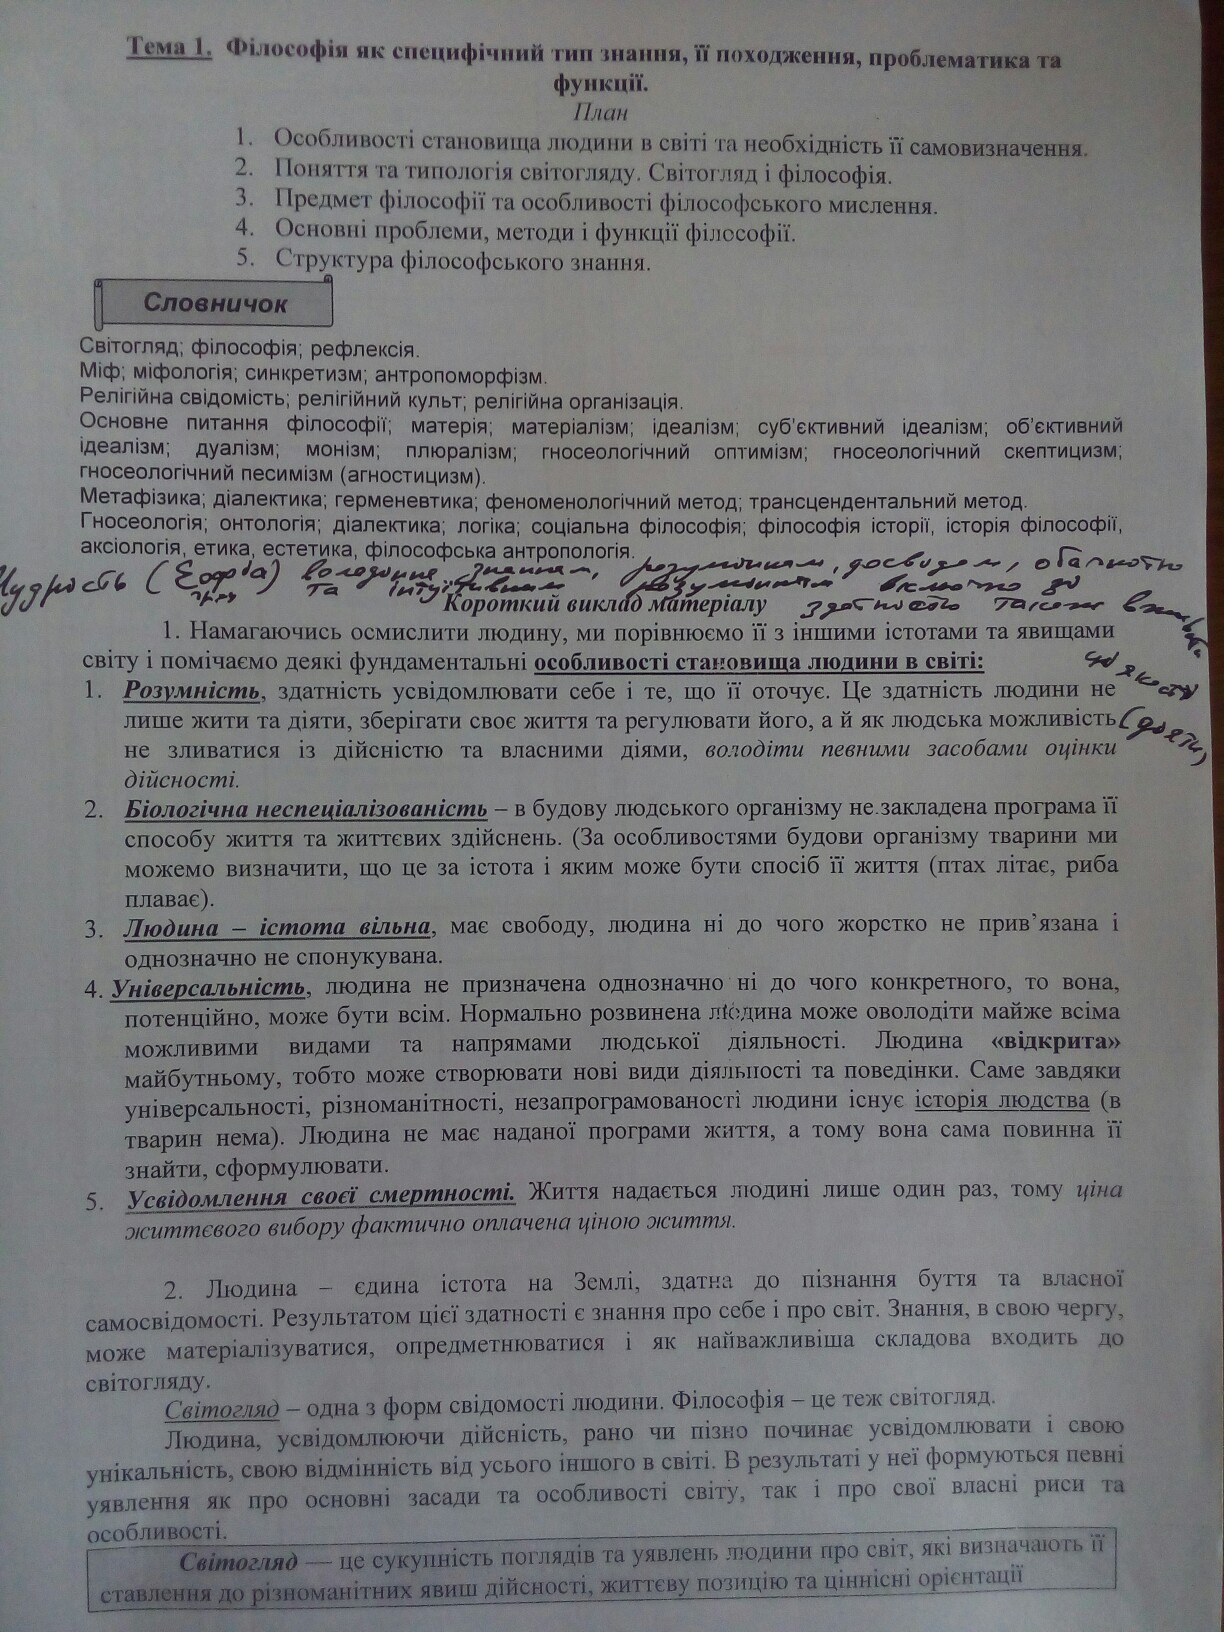 Тема 1. Філософія як специфічний тип знання, її походження, проблематика та
функції.
План
1. Особливості становища людини в світі та необхідність її самовизначення.
2. Поняття та типологія світогляду. Світогляд і філософія.
3. Предмет філософії та особливості філософського мислення.
4. Основні проблеми, методи і функції філософії.
5. Структура філософського знання.
Словничок
Світогляд; філософія; рефлексія.
Міф; міфологія; синкретизм; антропоморфізм.
Релігійна свідомість; релігійний культ; релігійна організація.
Основне питання філософії; матерія; матеріалізм; ідеалізм; суб'єктивний ідеалізм; об'єктивний
ідеалізм; дуалізм; монізм; плюралізм; гносеологічний оптимізм; гносеологічний скептицизм;
гносеологічний песимізм (агностицизм).
Метафізика; діалектика; герменевтика; феноменологічний метод; трансцендентальний метод.
Гносеологія; онтологія; діалектика; логіка; соціальна філософія; філософія історії, історія філософії,
аксіологія, етика, естетика, філософська антропологія.
Мудрость (Софіа) володіння знанням, розумінням, досвідом, обачністю
та інтуїтивним розумінням включно до
Короткий виклад матеріалу здатністю також
1. Намагаючись осмислити людину, ми порівнюємо її з іншими істотами та явищами
світу і помічаємо деякі фундаментальні особливості становища людини в світі:
1. Розумність, здатність усвідомлювати себе і те, що її оточує. Це здатність людини не
лише жити та діяти, зберігати своє життя та регулювати його, а й як людська можливість
не зливатися із дійсністю та власними діями, володіти певними засобами оцінки
дійсності.
2. Біологічна неспеціалізованість – в будову людського організму не закладена програма її
способу життя та життєвих здійснень. (За особливостями будови організму тварини ми
можемо визначити, що це за істота і яким може бути спосіб її життя (птах літає, риба
плаває).
3. Людина – істота вільна, має свободу, людина ні до чого жорстко не прив'язана і
однозначно не спонукувана.
4. Універсальність, людина не призначена однозначно ні до чого конкретного, то вона,
потенційно, може бути всім. Нормально розвинена людина може оволодіти майже всіма
можливими видами та напрямами людської діяльності. Людина «відкрита»
майбутньому, тобто може створювати нові види діяльності та поведінки. Саме завдяки
універсальності, різноманітності, незапрограмованості людини існує історія людства (в
тварин нема). Людина не має наданої програми життя, а тому вона сама повинна її
знайти, сформулювати.
5. Усвідомлення своєї смертності. Життя надається людині лише один раз, тому ціна
життєвого вибору фактично оплачена ціною життя.
2. Людина – єдина істота на Землі, здатна до пізнання буття та власної
самосвідомості. Результатом цієї здатності є знання про себе і про світ. Знання, в свою чергу,
може матеріалізуватися, опредметнюватися і як найважливіша складова входить до
світогляду.
Світогляд – одна з форм свідомості людини. Філософія – це теж світогляд.
Людина, усвідомлюючи дійсність, рано чи пізно починає усвідомлювати і свою
унікальність, свою відмінність від усього іншого в світі. В результаті у неї формуються певні
уявлення як про основні засади та особливості світу, так і про свої власні риси та
особливості.
Світогляд — це сукупність поглядів та уявлень людини про світ, які визначають її
ставлення до різноманітних явиш дійсності, життєву позицію та ціннісні орієнтації